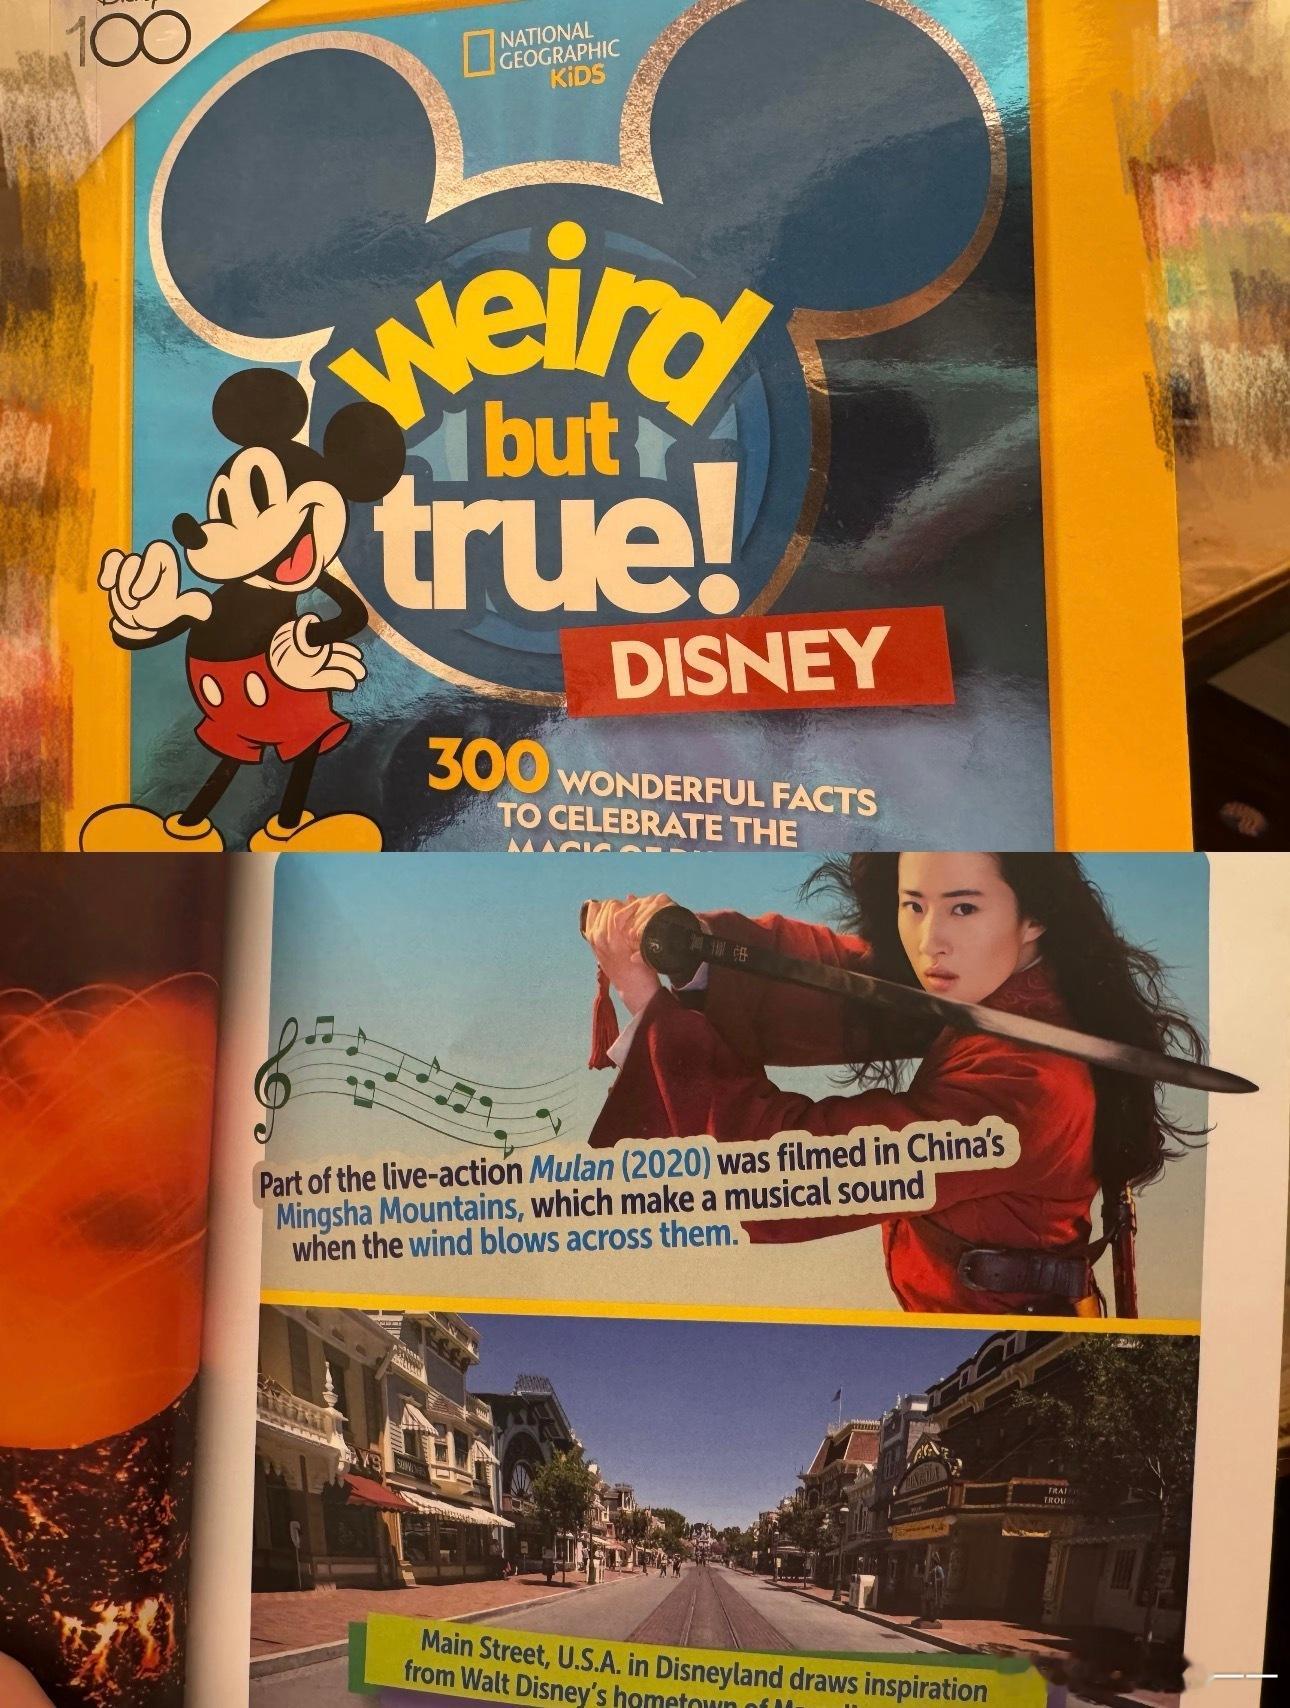 Disney
100
NATIONAL
GEOGRAPHIC
KiDS
weird
but
true!
DISNEY
300 WONDERFUL FACTS
TO CELEBRATE THE
Part of the live-action Mulan (2020) was filmed in China's
Mingsha Mountains, which make a musical sound
when the wind blows across them.
Main Street, U.S.A. in Disneyland draws inspiration
from Walt Disney's hometown of